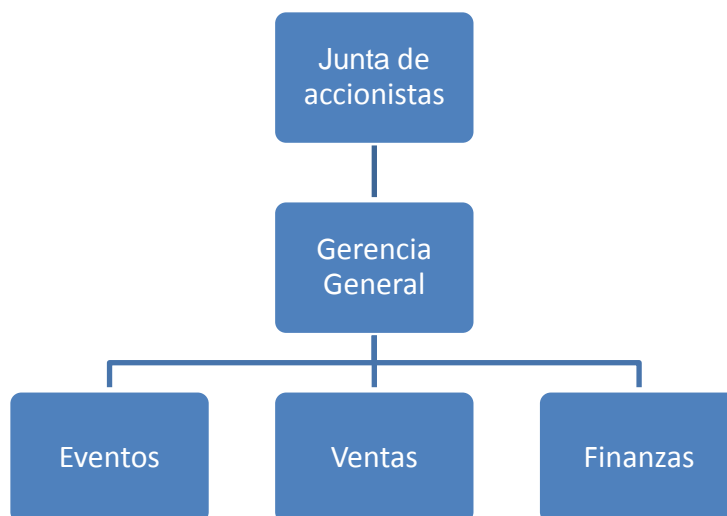 Junta de
accionistas
Gerencia
General
Eventos
Ventas
Finanzas